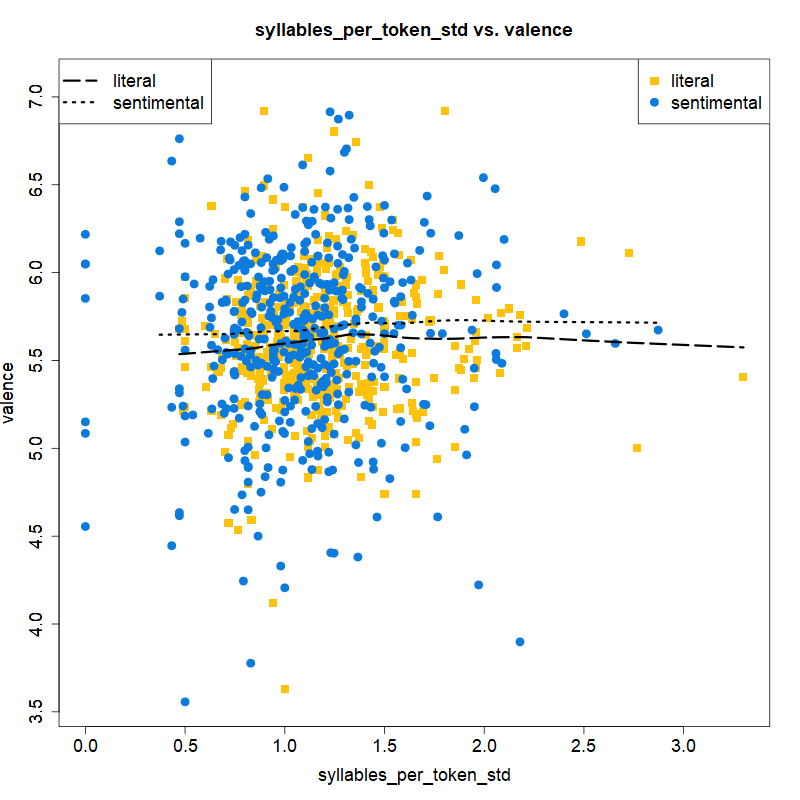 syllables_per_token_std vs. valence
literal
sentimental
literal
sentimental
valence
7.0
6.5
6.0
5.5
5.0
4.5
4.0
3.5
0.0 0.5 1.0 1.5 2.0 2.5 3.0
syllables_per_token_std